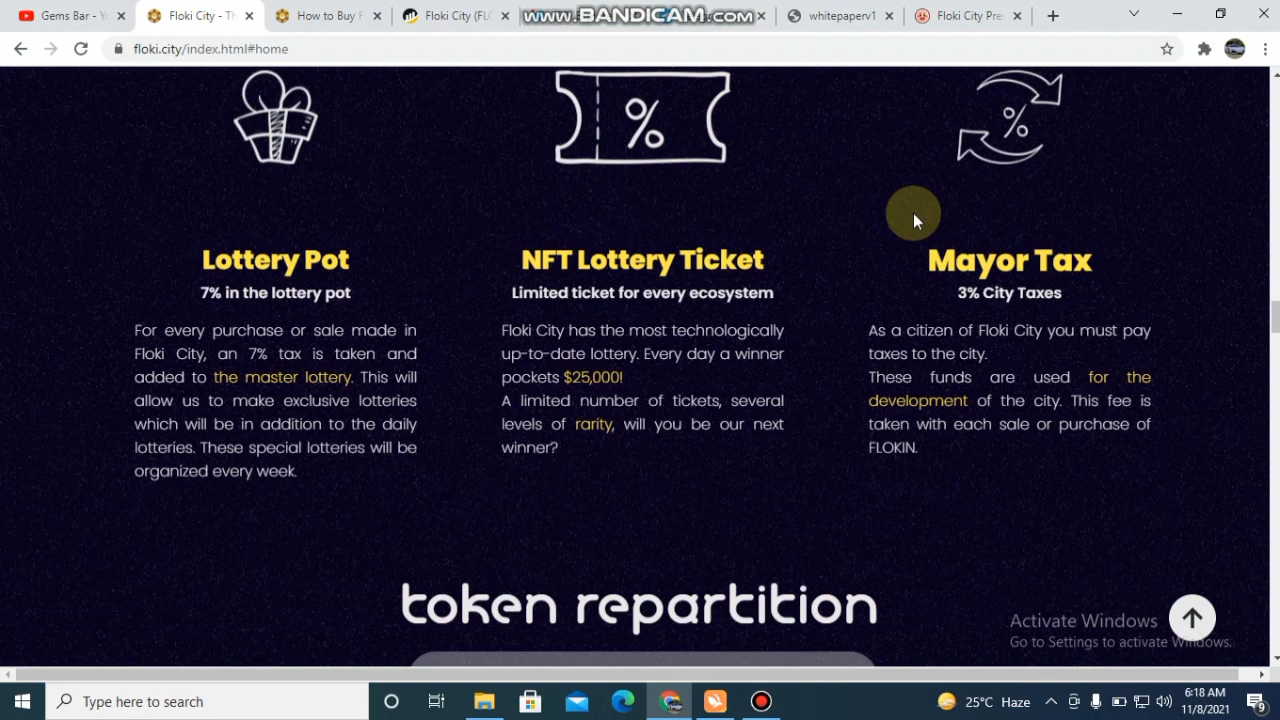 Gems Bar - Yo
Floki City - Th
How to Buy F
Floki City (FLO
www.BANDICAM.com
whitepaperv1
Floki City Pre
floki.city/index.html#home
%
%
Lottery Pot
7% in the lottery pot
For every purchase or sale made in
Floki City, an 7% tax is taken and
added to the master lottery. This will
allow us to make exclusive lotteries
which will be in addition to the daily
lotteries. These special lotteries will be
organized every week.
NFT Lottery Ticket
Limited ticket for every ecosystem
Floki City has the most technologically
up-to-date lottery. Every day a winner
pockets $25,000!
A limited number of tickets, several
levels of rarity, will you be our next
winner?
Mayor Tax
3% City Taxes
As a citizen of Floki City you must pay
taxes to the city.
These funds are used for the
development of the city. This fee is
taken with each sale or purchase of
FLOKIN.
token repartition
Activate Windows
Go to Settings to activate Windows.
Type here to search
25°C Haze
6:18 AM
11/8/2021
9